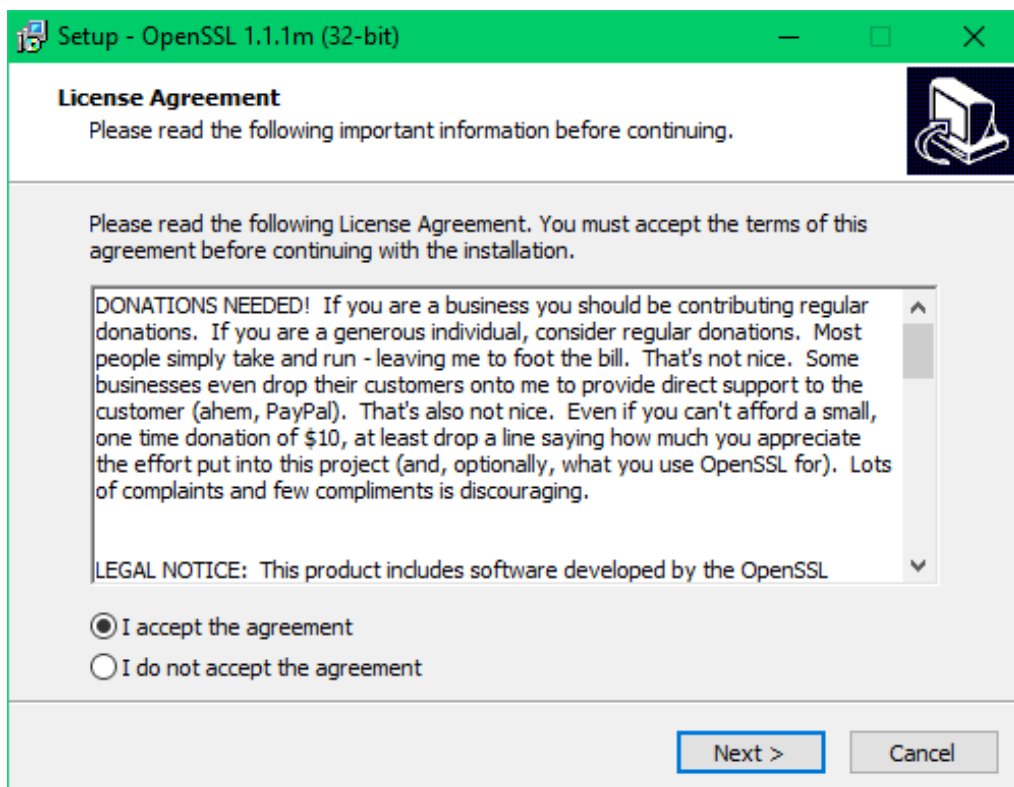 Setup - OpenSSL 1.1.1m (32-bit)
License Agreement
Please read the following important information before continuing.
Please read the following License Agreement. You must accept the terms of this
agreement before continuing with the installation.
DONATIONS NEEDED!  If you are a business you should be contributing regular
donations.  If you are a generous individual, consider regular donations.  Most
people simply take and run - leaving me to foot the bill.  That's not nice.  Some
businesses even drop their customers onto me to provide direct support to the
customer (ahem, PayPal).  That's also not nice.  Even if you can't afford a small,
one time donation of $10, at least drop a line saying how much you appreciate
the effort put into this project (and, optionally, what you use OpenSSL for).  Lots
of complaints and few compliments is discouraging.
LEGAL NOTICE:  This product includes software developed by the OpenSSL
I accept the agreement
I do not accept the agreement
Next >
Cancel